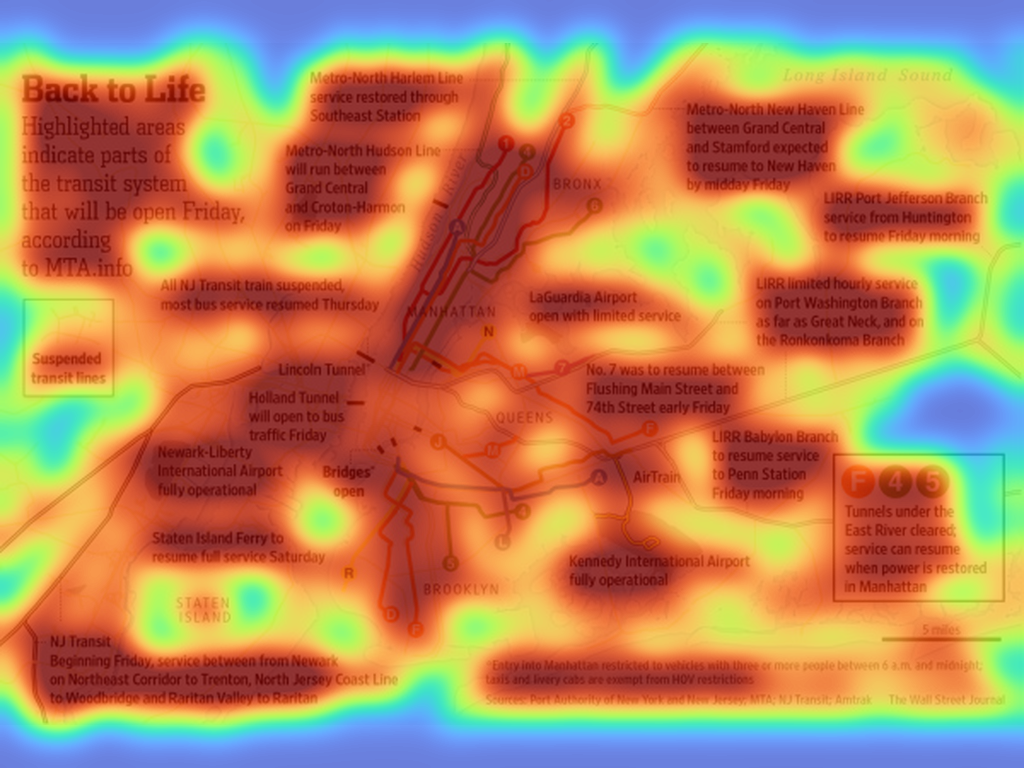 Back to Life
Highlighted areas
indicate parts of
the transit system
that will be open Friday,
according
to MTA.info
Suspended
transit lines
Metro-North Harlem Line
service restored through
Southeast Station
Metro-North Hudson Line
will run between
Grand Central
and Croton-Harmon
on Friday
Hudson River
Long Island Sound
Metro-North New Haven Line
between Grand Central
and Stamford expected
to resume to New Haven
by midday Friday
LIRR Port Jefferson Branch
service from Huntington
to resume Friday morning
1
4
2
D
BRONX
6
A
All NJ Transit train suspended,
most bus service resumed Thursday
LaGuardia Airport
open with limited service
LIRR limited hourly service
on Port Washington Branch
as far as Great Neck, and on
the Ronkonkoma Branch
MANHATTAN
N
Lincoln Tunnel*
M
7
No. 7 was to resume between
Flushing Main Street and
74th Street early Friday
Holland Tunnel
will open to bus
traffic Friday
QUEENS
F
J
M
LIRR Babylon Branch
to resume service
to Penn Station
Friday morning
Newark-Liberty
International Airport
fully operational
Bridges*
open
A
AirTrain
F 4 5
Tunnels under the
East River cleared;
service can resume
when power is restored
in Manhattan
4
L
Staten Island Ferry to
resume full service Saturday
5
R
Kennedy International Airport
fully operational
BROOKLYN
STATEN
ISLAND
D
F
5 miles
NJ Transit
Beginning Friday, service between from Newark
on Northeast Corridor to Trenton, North Jersey Coast Line
to Woodbridge and Raritan Valley to Raritan
*Entry into Manhattan restricted to vehicles with three or more people between 6 a.m. and midnight;
taxis and livery cabs are exempt from HOV restrictions
Sources: Port Authority of New York and New Jersey; MTA; NJ Transit; Amtrak
The Wall Street Journal